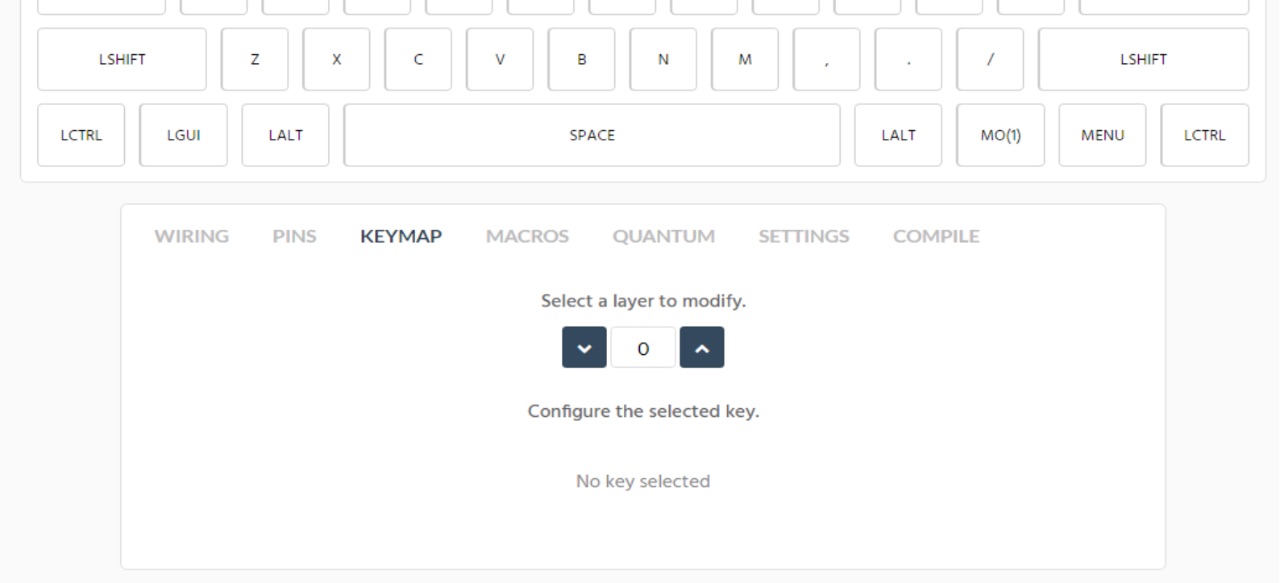 LSHIFT Z X C V B N M , . / LSHIFT
LCTRL LGUI LALT SPACE LALT MO(1) MENU LCTRL
WIRING PINS KEYMAP MACROS QUANTUM SETTINGS COMPILE
Select a layer to modify.
0
Configure the selected key.
No key selected